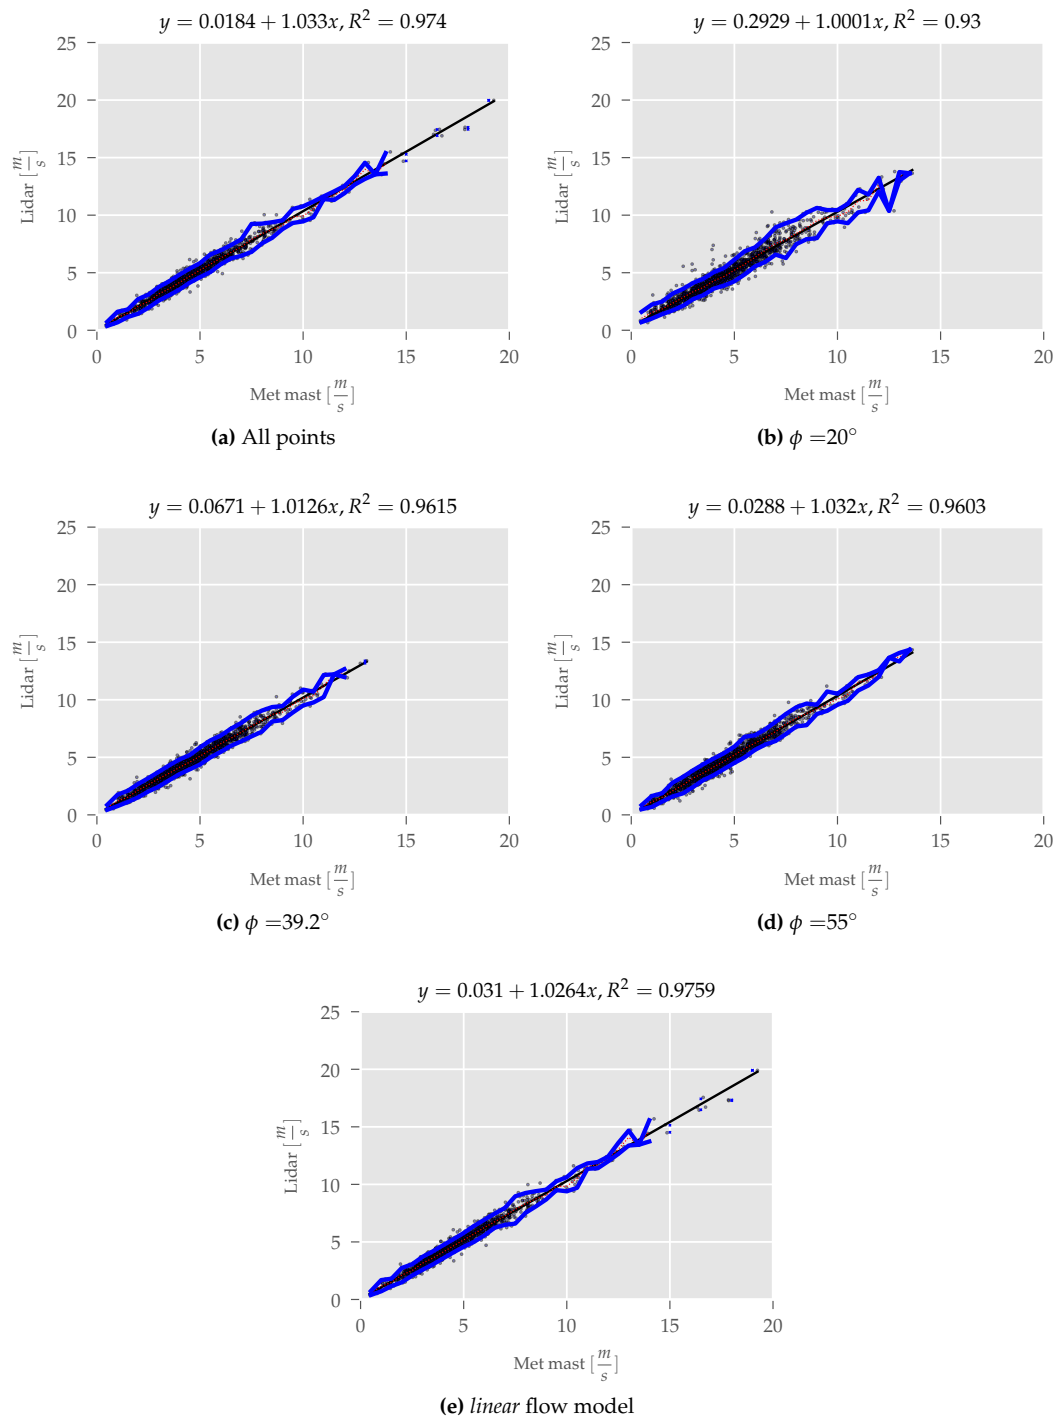 y = 0.0184 + 1.033x, R² = 0.974
25
20
15
10
5
0
Lidar [m/s]
0 5 10 15 20
Met mast [m/s]
(a) All points
y = 0.2929 + 1.0001x, R² = 0.93
25
20
15
10
5
0
Lidar [m/s]
0 5 10 15 20
Met mast [m/s]
(b) ϕ =20°
y = 0.0671 + 1.0126x, R² = 0.9615
25
20
15
10
5
0
Lidar [m/s]
0 5 10 15 20
Met mast [m/s]
(c) ϕ =39.2°
y = 0.0288 + 1.032x, R² = 0.9603
25
20
15
10
5
0
Lidar [m/s]
0 5 10 15 20
Met mast [m/s]
(d) ϕ =55°
y = 0.031 + 1.0264x, R² = 0.9759
25
20
15
10
5
0
Lidar [m/s]
0 5 10 15 20
Met mast [m/s]
(e) linear flow model